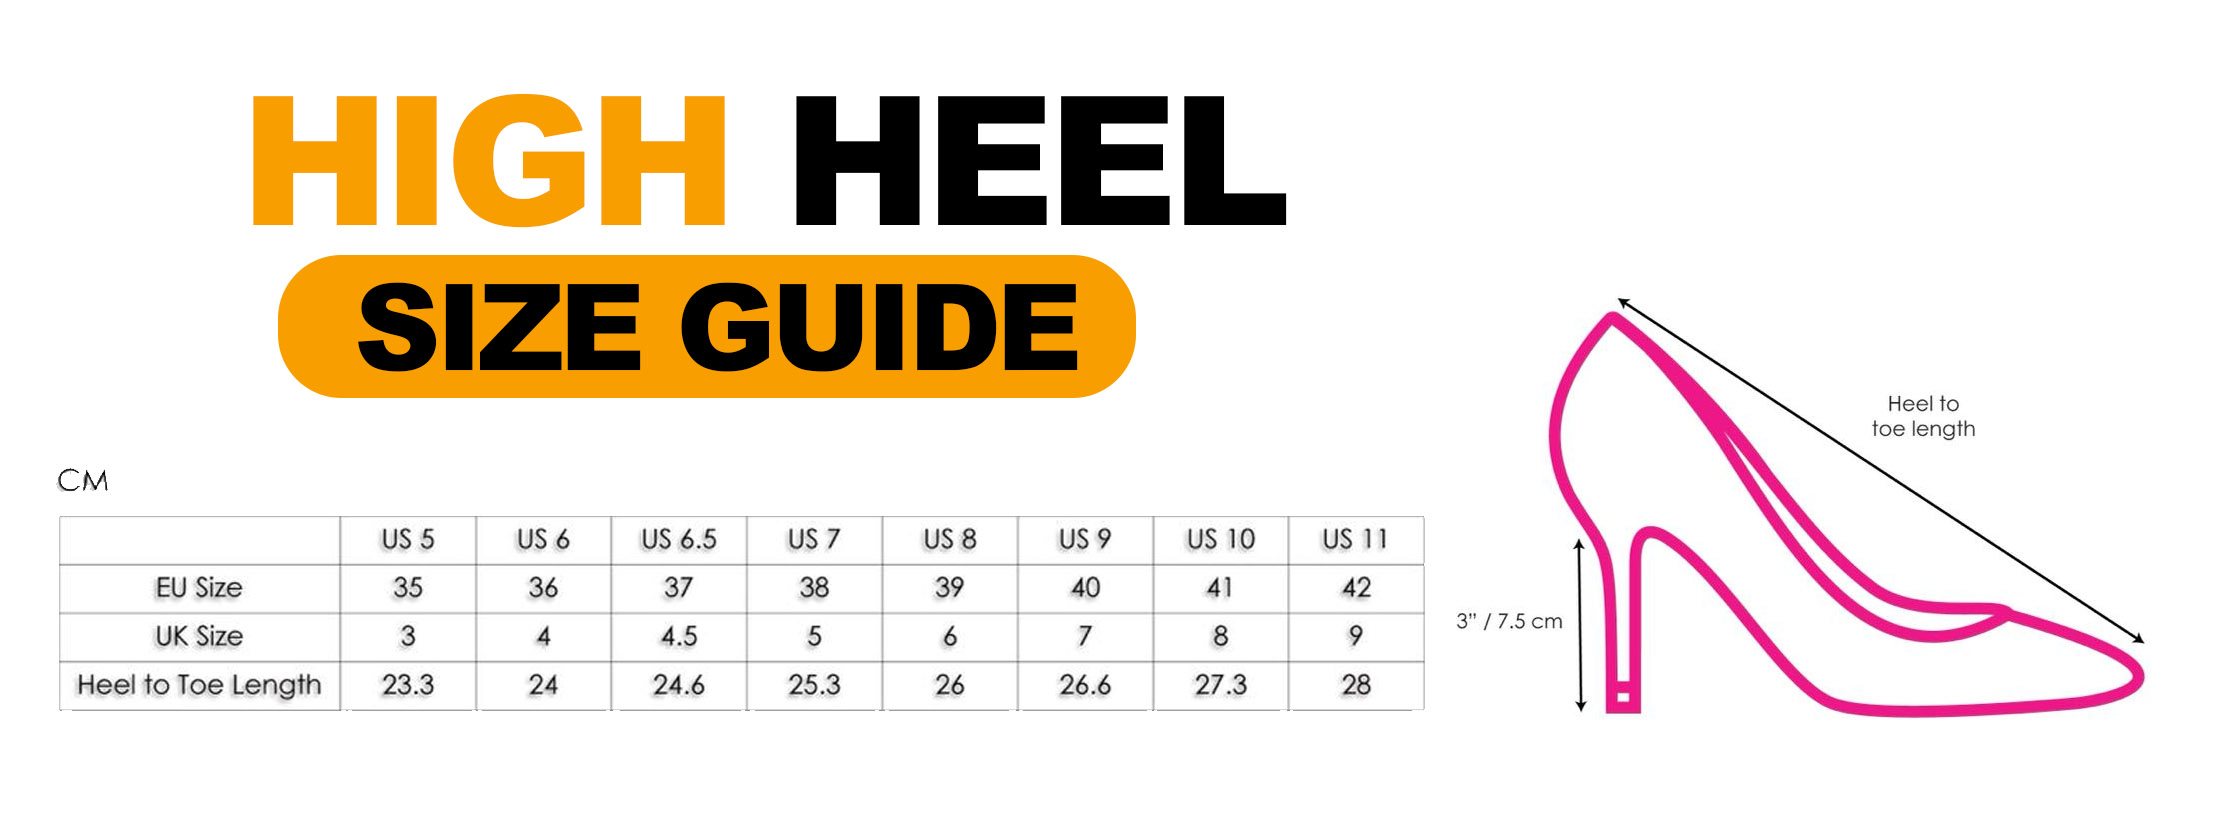 HIGH HEEL
SIZE GUIDE
CM
US 5 US 6 US 6.5 US 7 US 8 US 9 US 10 US 11
EU Size 35 36 37 38 39 40 41 42
UK Size 3 4 4.5 5 6 7 8 9
Heel to Toe Length 23.3 24 24.6 25.3 26 26.6 27.3 28
Heel to
toe length
3” / 7.5 cm